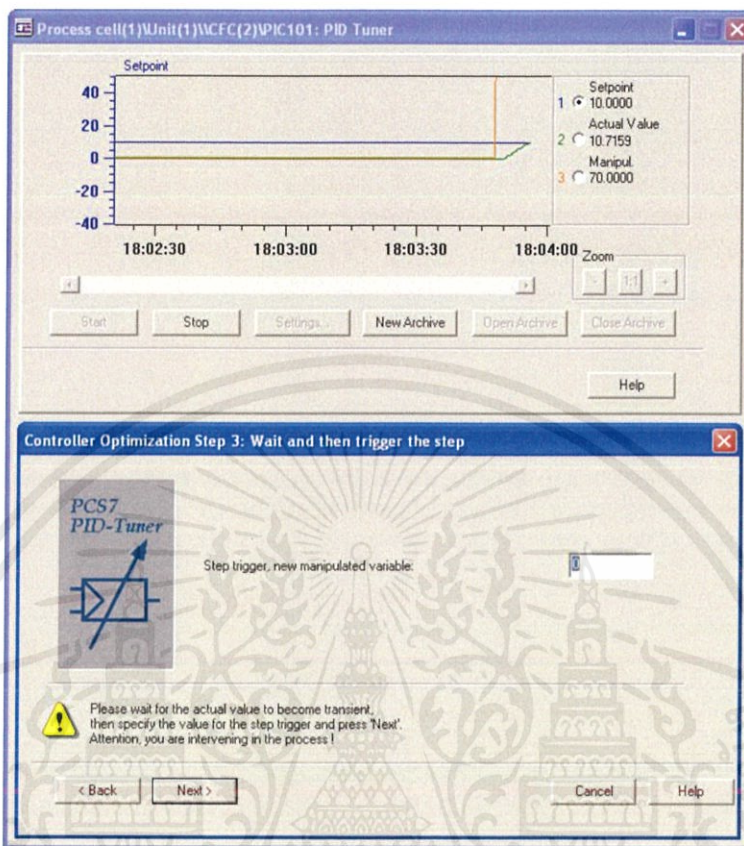 Process cell(1)\Unit(1)\\CFC(2)\PIC101: PID Tuner
Setpoint
40
20
0
-20
-40
18:02:30 18:03:00 18:03:30 18:04:00
Setpoint
1 10.0000
Actual Value
2 10.7159
Manipul.
3 70.0000
Zoom
- 1:1 +
Start Stop Settings... New Archive Open Archive Close Archive
Help
Controller Optimization Step 3: Wait and then trigger the step
PCS7
PID-Tuner
Step trigger, new manipulated variable: 0
Please wait for the actual value to become transient,
then specify the value for the step trigger and press 'Next'.
Attention, you are intervening in the process !
< Back Next > Cancel Help